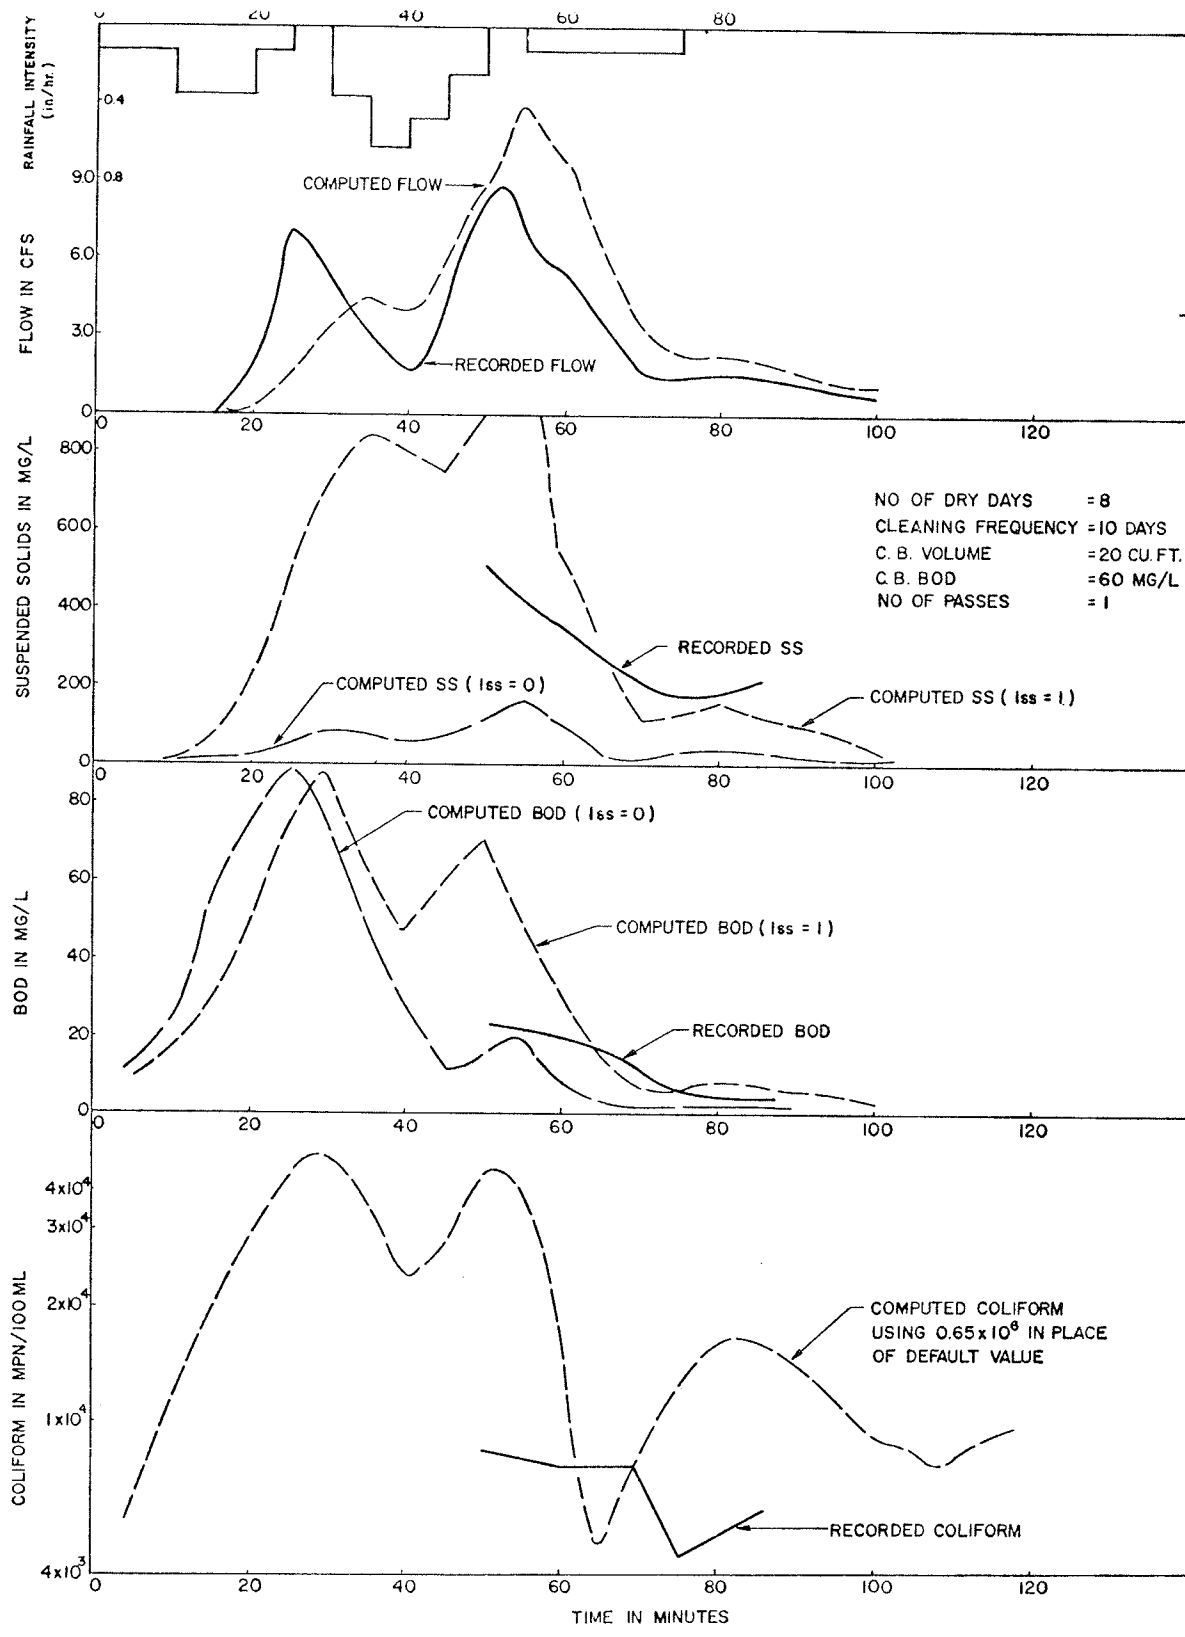 0 20 40 60 80
RAINFALL INTENSITY
(in/hr.)
0.4
0.8
FLOW IN CFS
9.0
6.0
3.0
0
COMPUTED FLOW
RECORDED FLOW
0 20 40 60 80 100 120
SUSPENDED SOLIDS IN MG/L
800
600
400
200
0
NO OF DRY DAYS = 8
CLEANING FREQUENCY = 10 DAYS
C. B. VOLUME = 20 CU. FT.
C. B. BOD = 60 MG/L
NO OF PASSES = 1
RECORDED SS
COMPUTED SS (Iss = 0)
COMPUTED SS (Iss = 1)
0 20 40 60 80 100 120
BOD IN MG/L
80
60
40
20
0
COMPUTED BOD (Iss = 0)
COMPUTED BOD (Iss = 1)
RECORDED BOD
0 20 40 60 80 100 120
COLIFORM IN MPN/100 ML
4x10⁴
3x10⁴
2x10⁴
1x10⁴
4x10³
COMPUTED COLIFORM
USING 0.65x10⁶ IN PLACE
OF DEFAULT VALUE
RECORDED COLIFORM
0 20 40 60 80 100 120
TIME IN MINUTES